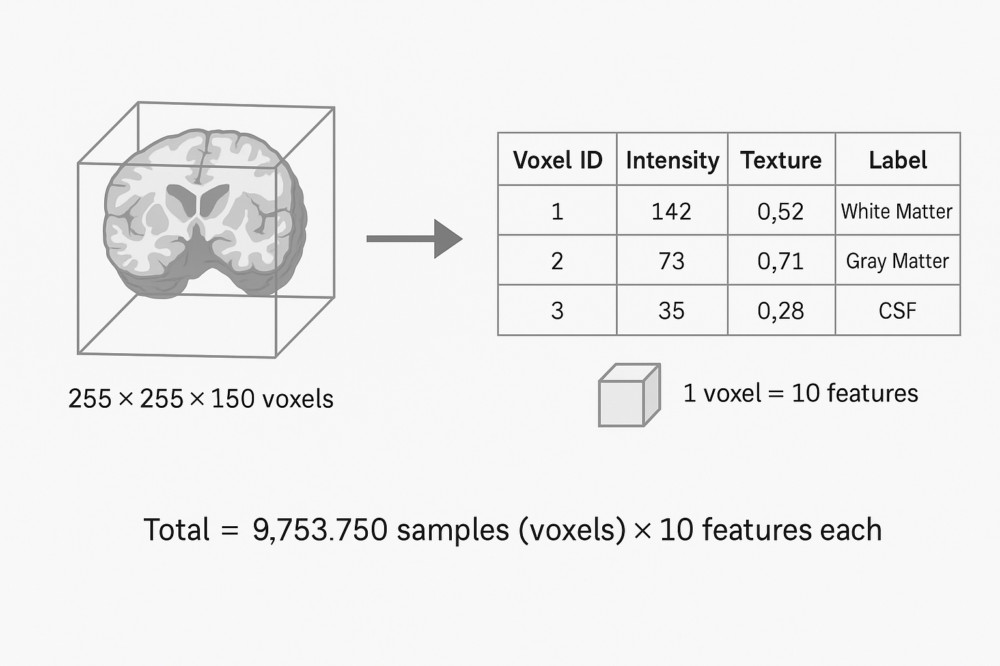 Voxel ID Intensity Texture Label
1 142 0,52 White Matter
2 73 0,71 Gray Matter
3 35 0,28 CSF
255 × 255 × 150 voxels
1 voxel = 10 features
Total = 9,753.750 samples (voxels) × 10 features each